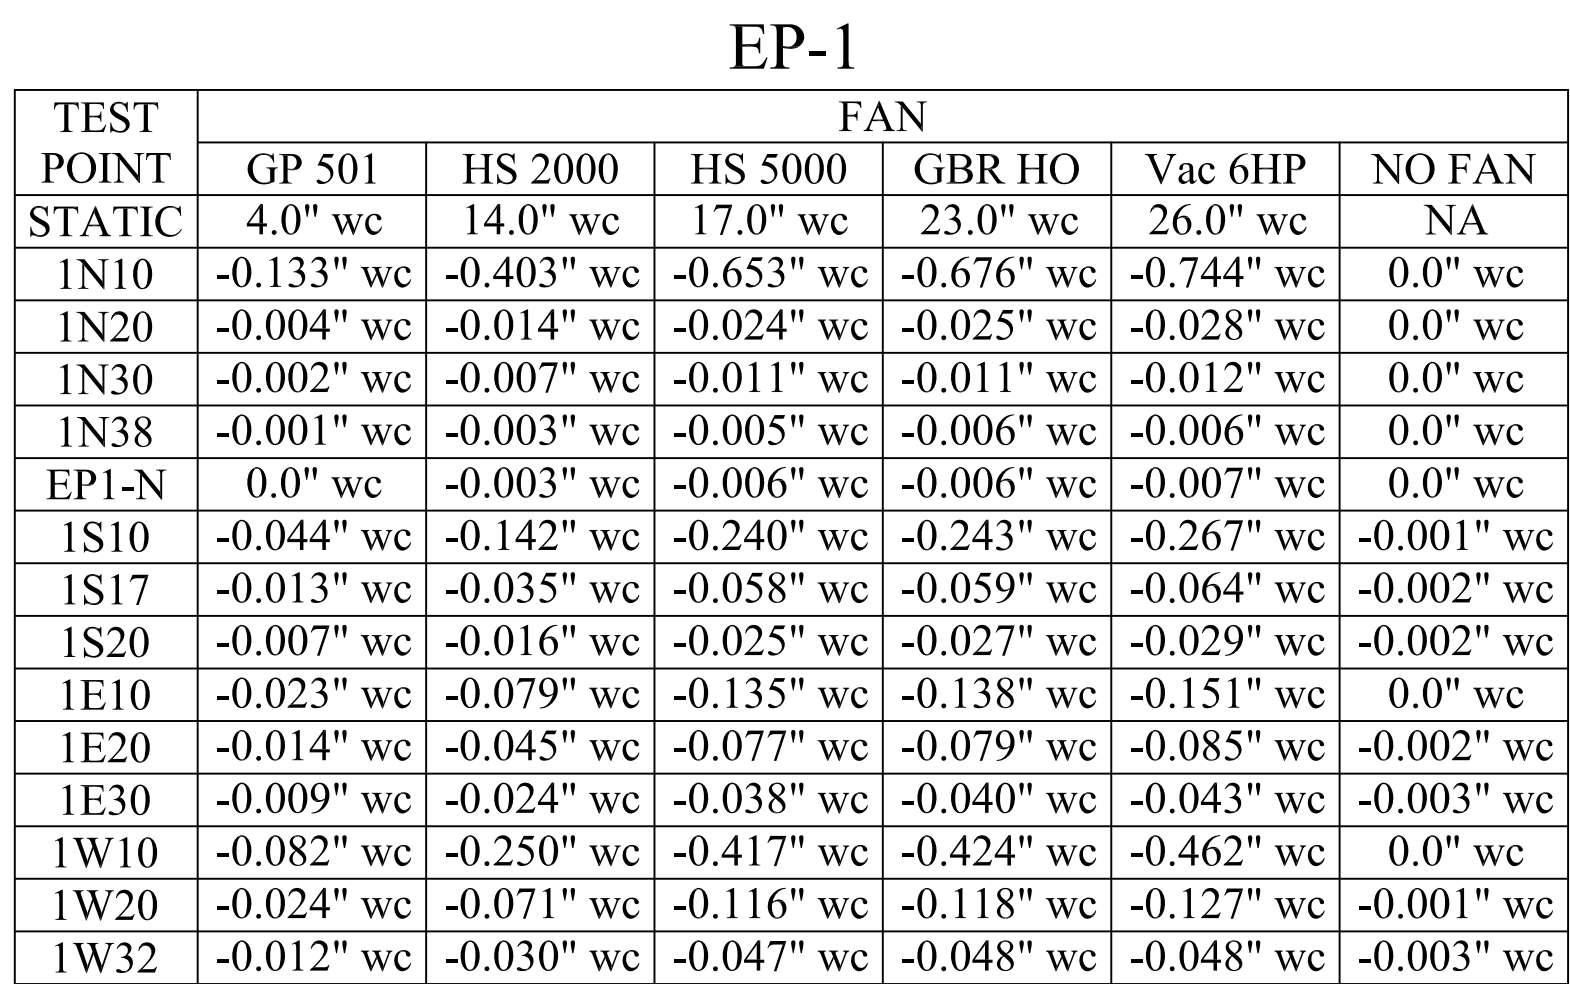 EP-1
TEST POINT FAN
GP 501 HS 2000 HS 5000 GBR HO Vac 6HP NO FAN
STATIC 4.0" wc 14.0" wc 17.0" wc 23.0" wc 26.0" wc NA
1N10 -0.133" wc -0.403" wc -0.653" wc -0.676" wc -0.744" wc 0.0" wc
1N20 -0.004" wc -0.014" wc -0.024" wc -0.025" wc -0.028" wc 0.0" wc
1N30 -0.002" wc -0.007" wc -0.011" wc -0.011" wc -0.012" wc 0.0" wc
1N38 -0.001" wc -0.003" wc -0.005" wc -0.006" wc -0.006" wc 0.0" wc
EP1-N 0.0" wc -0.003" wc -0.006" wc -0.006" wc -0.007" wc 0.0" wc
1S10 -0.044" wc -0.142" wc -0.240" wc -0.243" wc -0.267" wc -0.001" wc
1S17 -0.013" wc -0.035" wc -0.058" wc -0.059" wc -0.064" wc -0.002" wc
1S20 -0.007" wc -0.016" wc -0.025" wc -0.027" wc -0.029" wc -0.002" wc
1E10 -0.023" wc -0.079" wc -0.135" wc -0.138" wc -0.151" wc 0.0" wc
1E20 -0.014" wc -0.045" wc -0.077" wc -0.079" wc -0.085" wc -0.002" wc
1E30 -0.009" wc -0.024" wc -0.038" wc -0.040" wc -0.043" wc -0.003" wc
1W10 -0.082" wc -0.250" wc -0.417" wc -0.424" wc -0.462" wc 0.0" wc
1W20 -0.024" wc -0.071" wc -0.116" wc -0.118" wc -0.127" wc -0.001" wc
1W32 -0.012" wc -0.030" wc -0.047" wc -0.048" wc -0.048" wc -0.003" wc